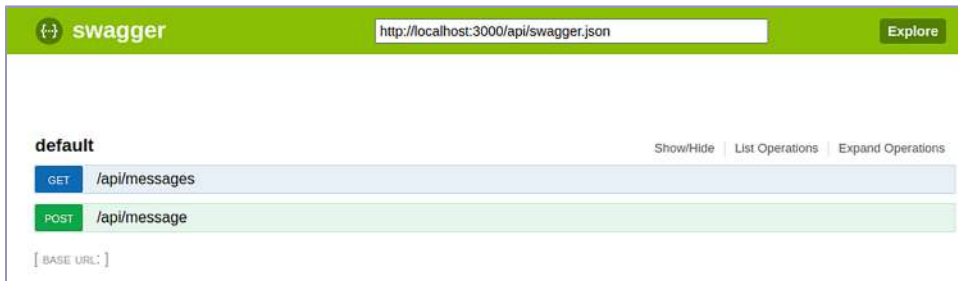 {··} swagger http://localhost:3000/api/swagger.json Explore
default Show/Hide List Operations Expand Operations
GET /api/messages
POST /api/message
[ BASE URL: ]